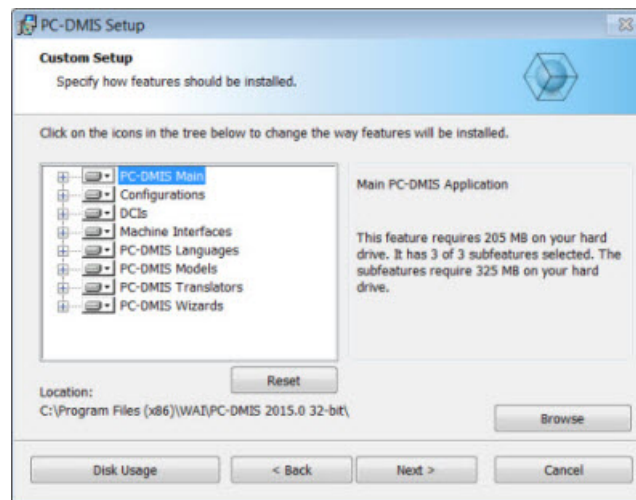 PC-DMIS Setup
Custom Setup
Specify how features should be installed.
Click on the icons in the tree below to change the way features will be installed.
PC-DMIS Main
Configurations
DCIs
Machine Interfaces
PC-DMIS Languages
PC-DMIS Models
PC-DMIS Translators
PC-DMIS Wizards
Main PC-DMIS Application
This feature requires 205 MB on your hard
drive. It has 3 of 3 subfeatures selected. The
subfeatures require 325 MB on your hard
drive.
Reset
Location:
C:\Program Files (x86)\WAI\PC-DMIS 2015.0 32-bit\
Browse
Disk Usage
< Back
Next >
Cancel